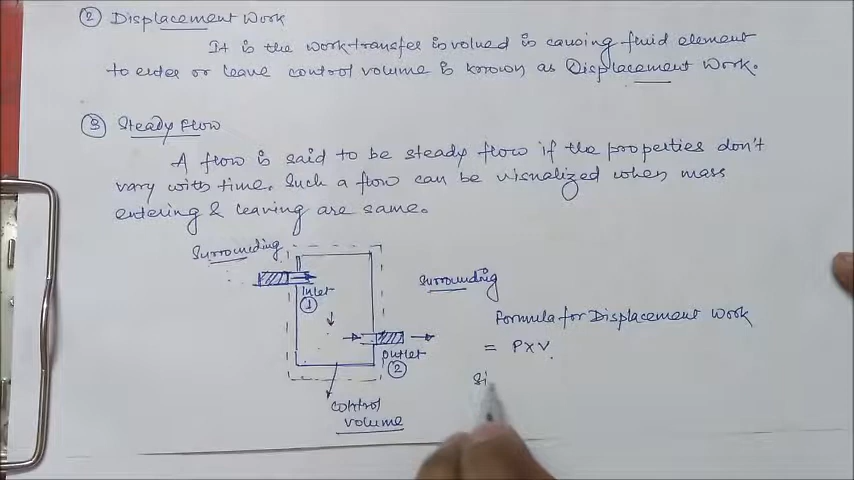 ② Displacement Work
It is the work transfer involved is causing fluid element
to enter or leave control volume is known as Displacement Work.
③ Steady Flow
A flow is said to be steady flow if the properties don't
vary with time. Such a flow can be visualized when mass
entering & leaving are same.
Surrounding
Inlet
①
Surrounding
outlet
②
control
volume
Formula for Displacement Work
= P×V.
Si